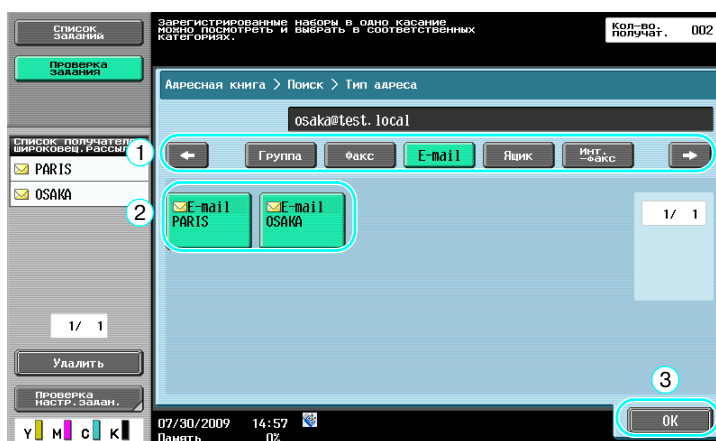 Список
заданий
Проверка
задания
Зарегистрированные наборы в одно касание
можно посмотреть и выбрать в соответственных
категориях.
Кол-во.
получат.
002
Адресная книга > Поиск > Тип адреса
osaka@test.local
Список получателя
широковещ.рассыл
1
←
Группа
Факс
E-mail
Ящик
Инт.
-факс
→
PARIS
OSAKA
2
E-mail
PARIS
E-mail
OSAKA
1/ 1
1/ 1
Удалить
Проверка
настр.задан.
3
OK
Y M C K
07/30/2009 14:57
Память 0%